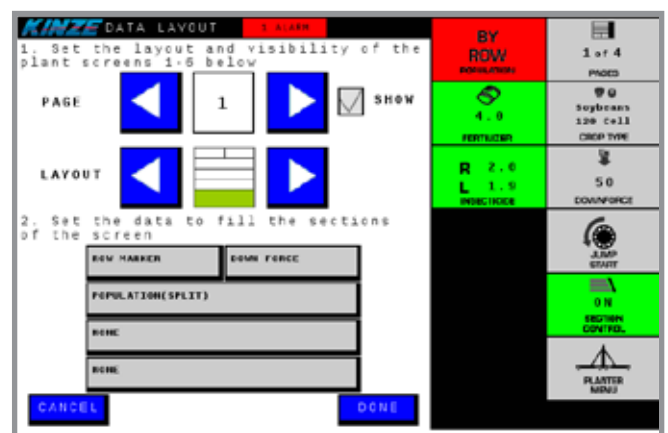 KINZE DATA LAYOUT 1 ALARM
1. Set the layout and visibility of the
plant screens 1-6 below
PAGE 1 SHOW
LAYOUT
2. Set the data to fill the sections
of the screen
ROW MARKER DOWN FORCE
POPULATION(SPLIT)
NONE
NONE
CANCEL DONE
BY
ROW
POPULATION
4.0
FERTILIZER
R 2.0
L 1.9
INSECTICIDE
1 of 4
PAGES
Soybeans
120 Cell
CROP TYPE
50
DOWNFORCE
JUMP
START
ON
SECTION
CONTROL
PLANTER
MENU